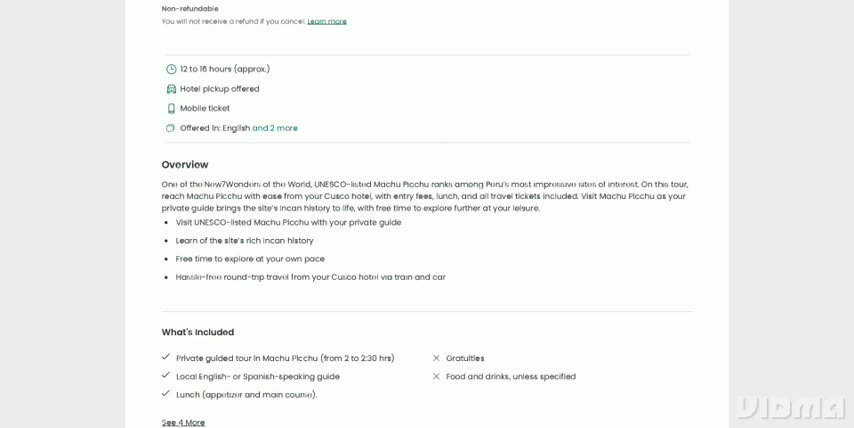 Non-refundable
You will not receive a refund if you cancel. Learn more
12 to 16 hours (approx.)
Hotel pickup offered
Mobile ticket
Offered in: English and 2 more
Overview
One of the New7Wonders of the World, UNESCO-listed Machu Picchu ranks among Peru's most impressive sites of interest. On this tour,
reach Machu Picchu with ease from your Cusco hotel, with entry fees, lunch, and all travel tickets included. Visit Machu Picchu as your
private guide brings the site's Incan history to life, with free time to explore further at your leisure.
• Visit UNESCO-listed Machu Picchu with your private guide
• Learn of the site's rich Incan history
• Free time to explore at your own pace
• Hassle-free round-trip travel from your Cusco hotel via train and car
What's Included
Private guided tour in Machu Picchu (from 2 to 2:30 hrs)
Local English- or Spanish-speaking guide
Lunch (appetizer and main course).
See 4 More
Gratuities
Food and drinks, unless specified
VIDMA